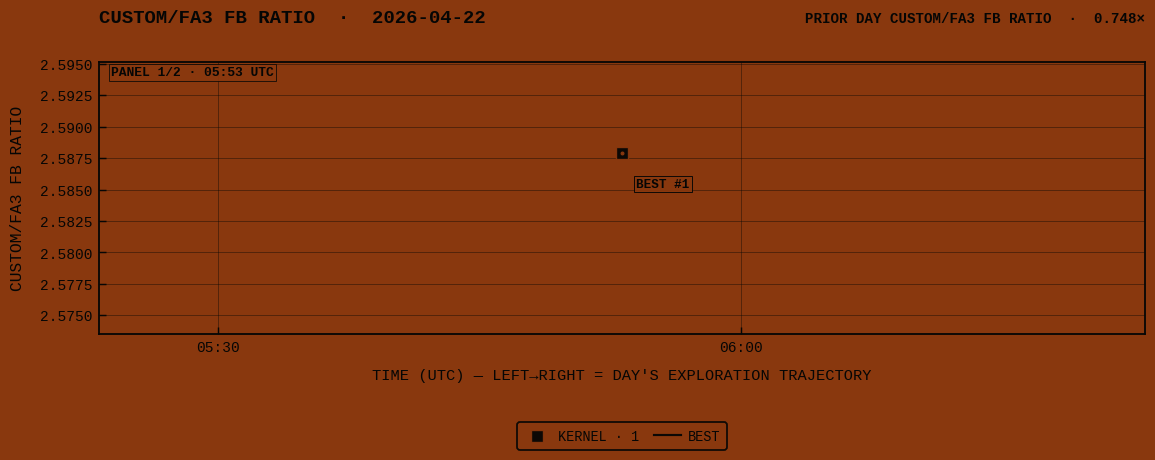 CUSTOM/FA3 FB RATIO · 2026-04-22
PRIOR DAY CUSTOM/FA3 FB RATIO · 0.748×
PANEL 1/2 · 05:53 UTC
CUSTOM/FA3 FB RATIO
2.5950
2.5925
2.5900
2.5875
2.5850
2.5825
2.5800
2.5775
2.5750
BEST #1
05:30
06:00
TIME (UTC) — LEFT→RIGHT = DAY'S EXPLORATION TRAJECTORY
KERNEL · 1
BEST